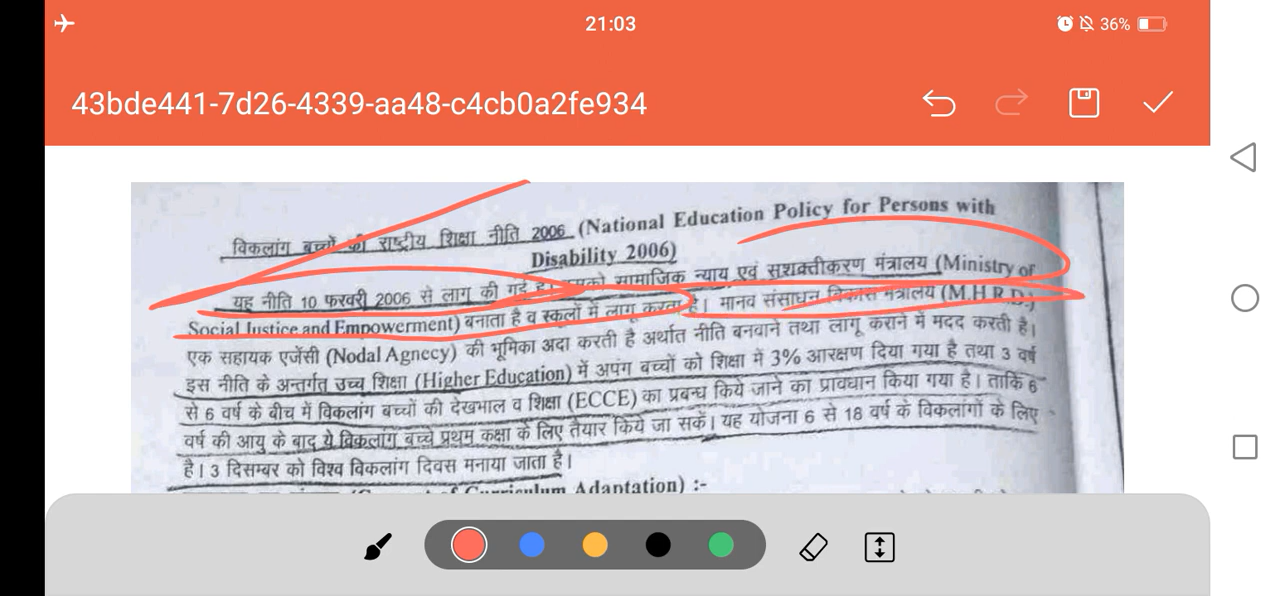 21:03
36%
43bde441-7d26-4339-aa48-c4cb0a2fe934
विकलांग बच्चों की राष्ट्रीय शिक्षा नीति 2006 (National Education Policy for Persons with
Disability 2006)
यह नीति 10 फरवरी 2006 से लागू की गई है। इसको सामाजिक न्याय एवं सशक्तीकरण मंत्रालय (Ministry of
Social Justice and Empowerment) बनाता है व स्कूलों में लागू करता है। मानव संसाधन विकास मंत्रालय (M.H.R.D.)
एक सहायक एजेंसी (Nodal Agnecy) की भूमिका अदा करती है अर्थात नीति बनवाने तथा लागू कराने में मदद करती है।
इस नीति के अन्तर्गत उच्च शिक्षा (Higher Education) में अपंग बच्चों को शिक्षा में 3% आरक्षण दिया गया है तथा 3 वर्ष
से 6 वर्ष के बीच में विकलांग बच्चों की देखभाल व शिक्षा (ECCE) का प्रबन्ध किये जाने का प्रावधान किया गया है। ताकि 6
वर्ष की आयु के बाद ये विकलांग बच्चे प्रथम कक्षा के लिए तैयार किये जा सकें। यह योजना 6 से 18 वर्ष के विकलांगों के लिए
है। 3 दिसम्बर को विश्व विकलांग दिवस मनाया जाता है।
of Curriculum Adaptation) :-